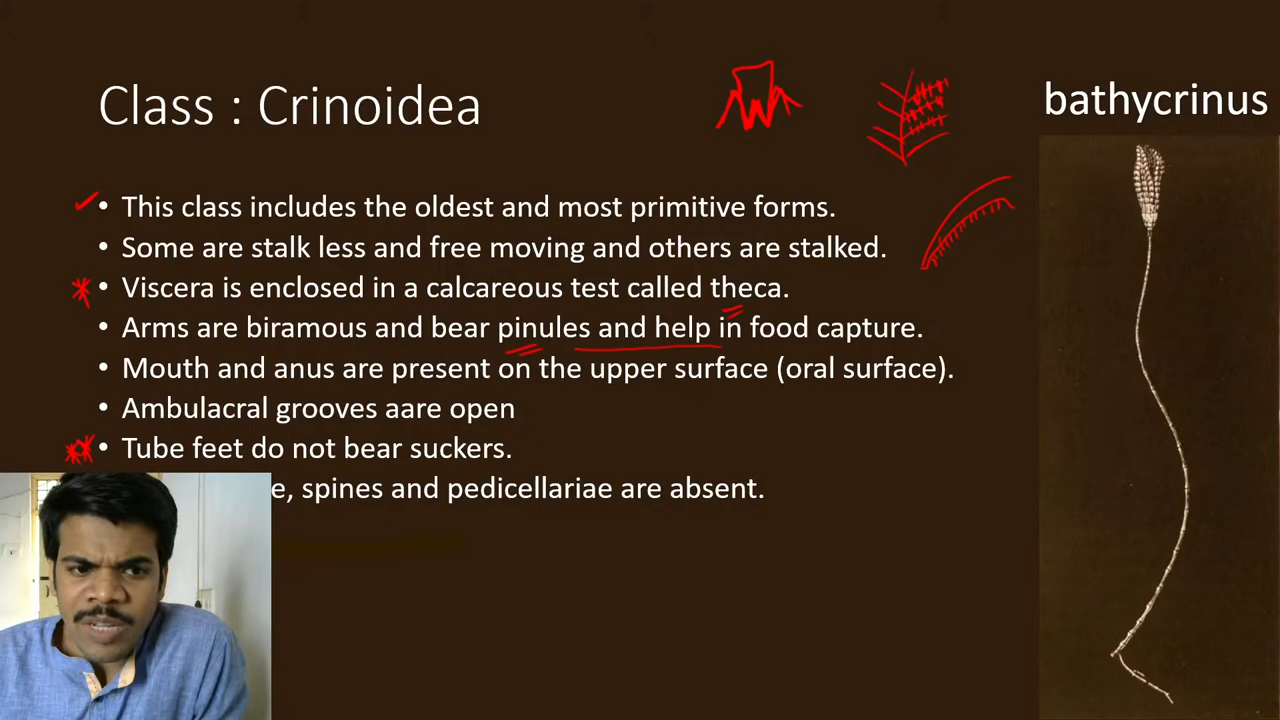 Class : Crinoidea
bathycrinus
• This class includes the oldest and most primitive forms.
• Some are stalk less and free moving and others are stalked.
• Viscera is enclosed in a calcareous test called theca.
• Arms are biramous and bear pinules and help in food capture.
• Mouth and anus are present on the upper surface (oral surface).
• Ambulacral grooves aare open
• Tube feet do not bear suckers.
e, spines and pedicellariae are absent.